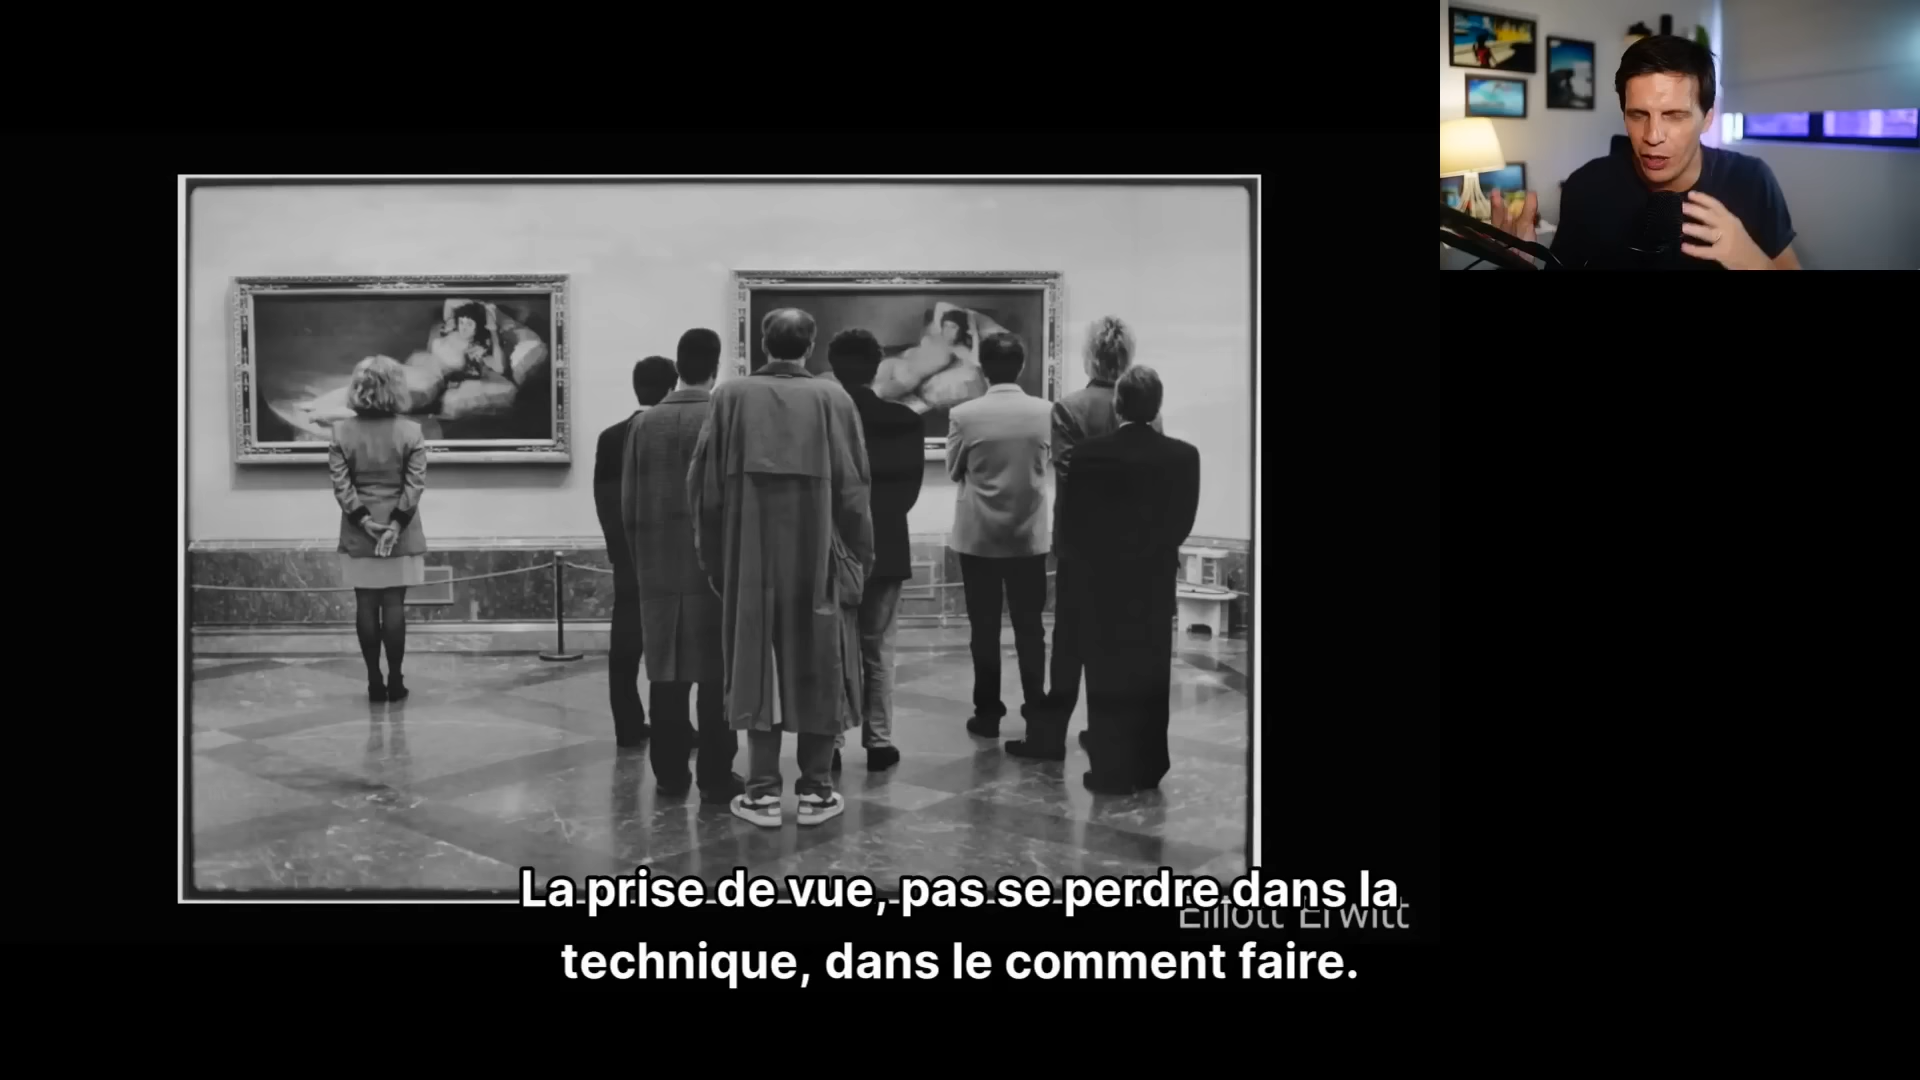 La prise de vue, pas se perdre dans la
Elliott Erwitt
technique, dans le comment faire.